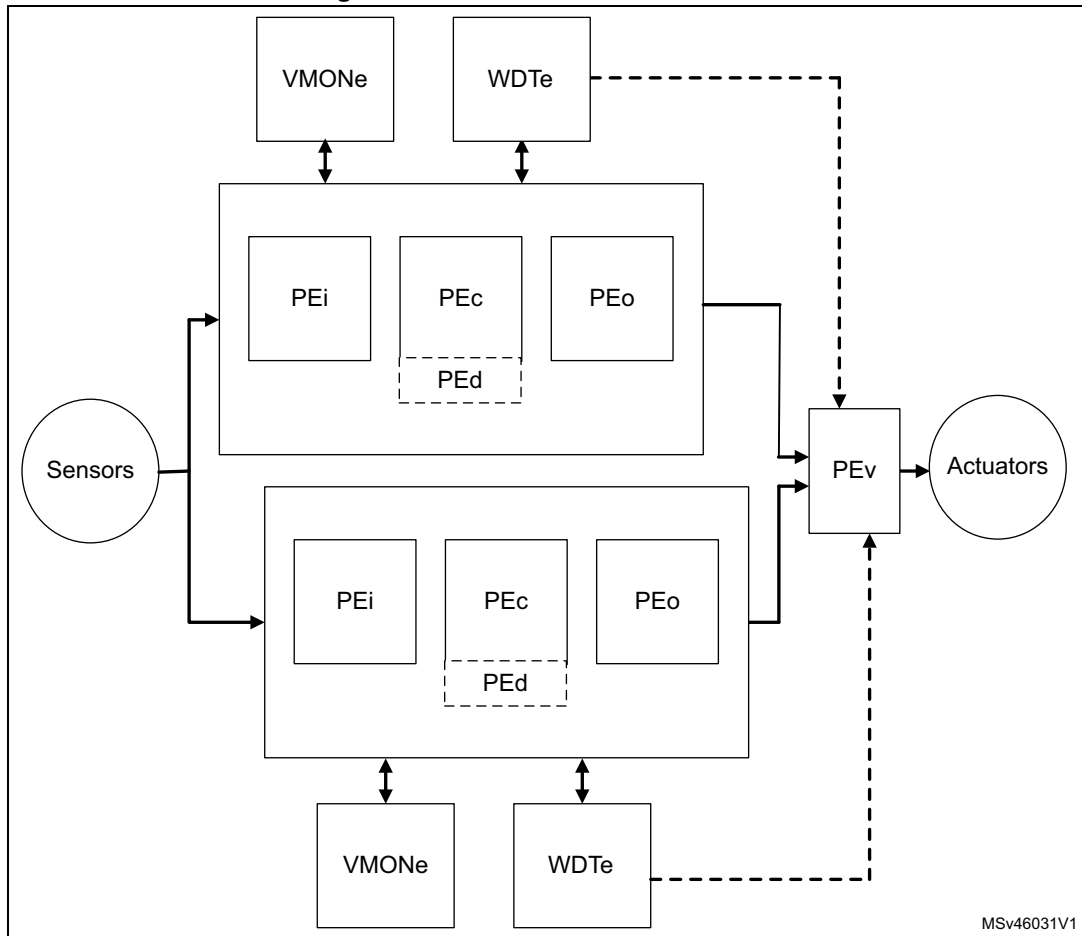 VMONe
WDTe
PEi
PEc
PEo
PEd
Sensors
PEv
Actuators
PEi
PEc
PEo
PEd
VMONe
WDTe
MSv46031V1